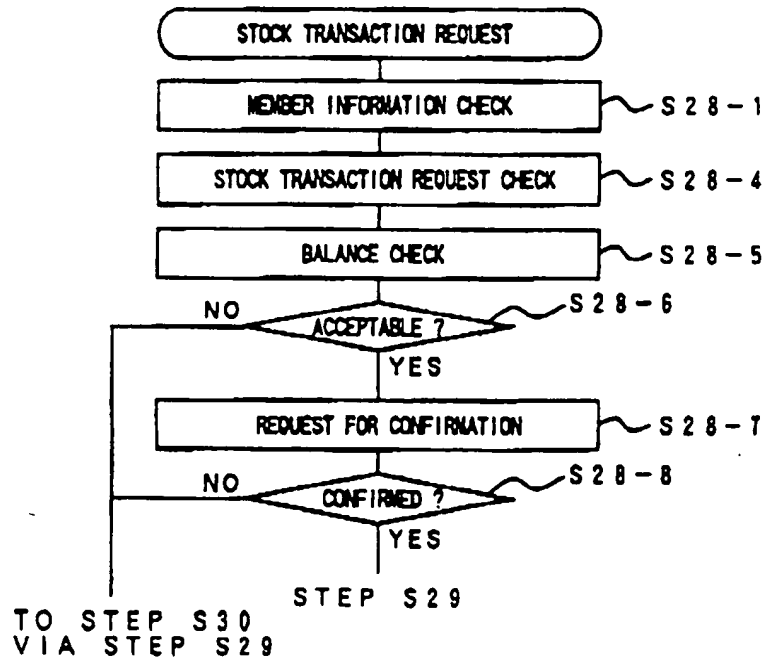 STOCK TRANSACTION REQUEST
MEMBER INFORMATION CHECK
S28-1
STOCK TRANSACTION REQUEST CHECK
S28-4
BALANCE CHECK
S28-5
S28-6
NO
ACCEPTABLE ?
YES
REQUEST FOR CONFIRMATION
S28-7
S28-8
NO
CONFIRMED ?
YES
STEP S29
TO STEP S30
VIA STEP S29